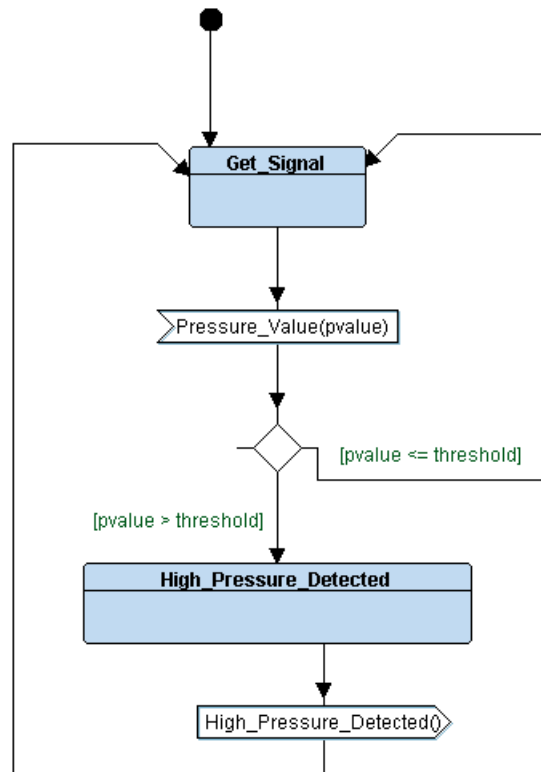 Get_Signal
Pressure_Value(pvalue)
[pvalue <= threshold]
[pvalue > threshold]
High_Pressure_Detected
High_Pressure_Detected()